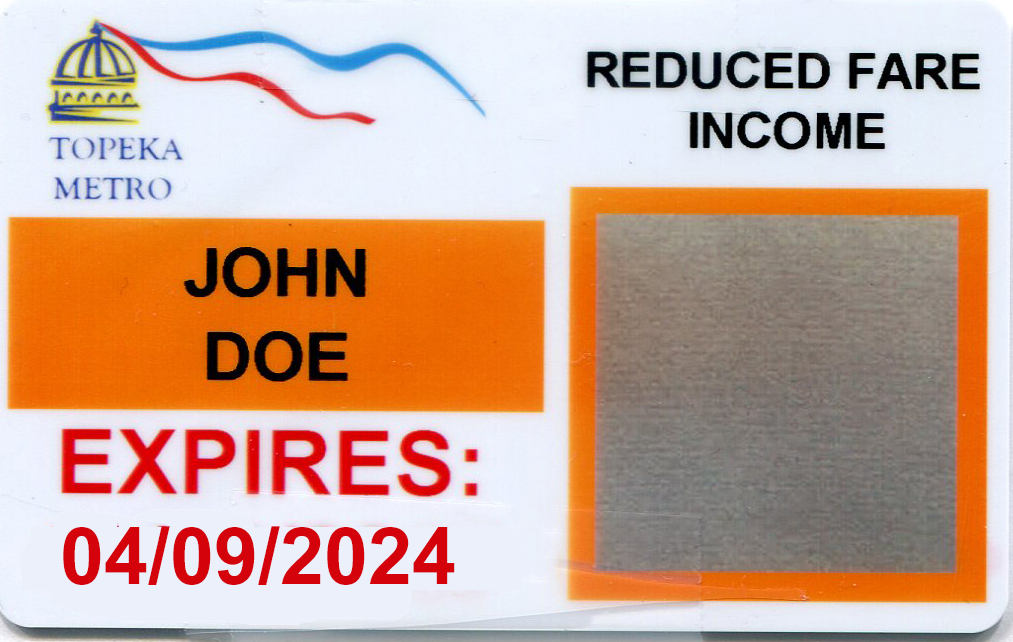 TOPEKA
METRO
REDUCED FARE
INCOME
JOHN
DOE
EXPIRES:
04/09/2024